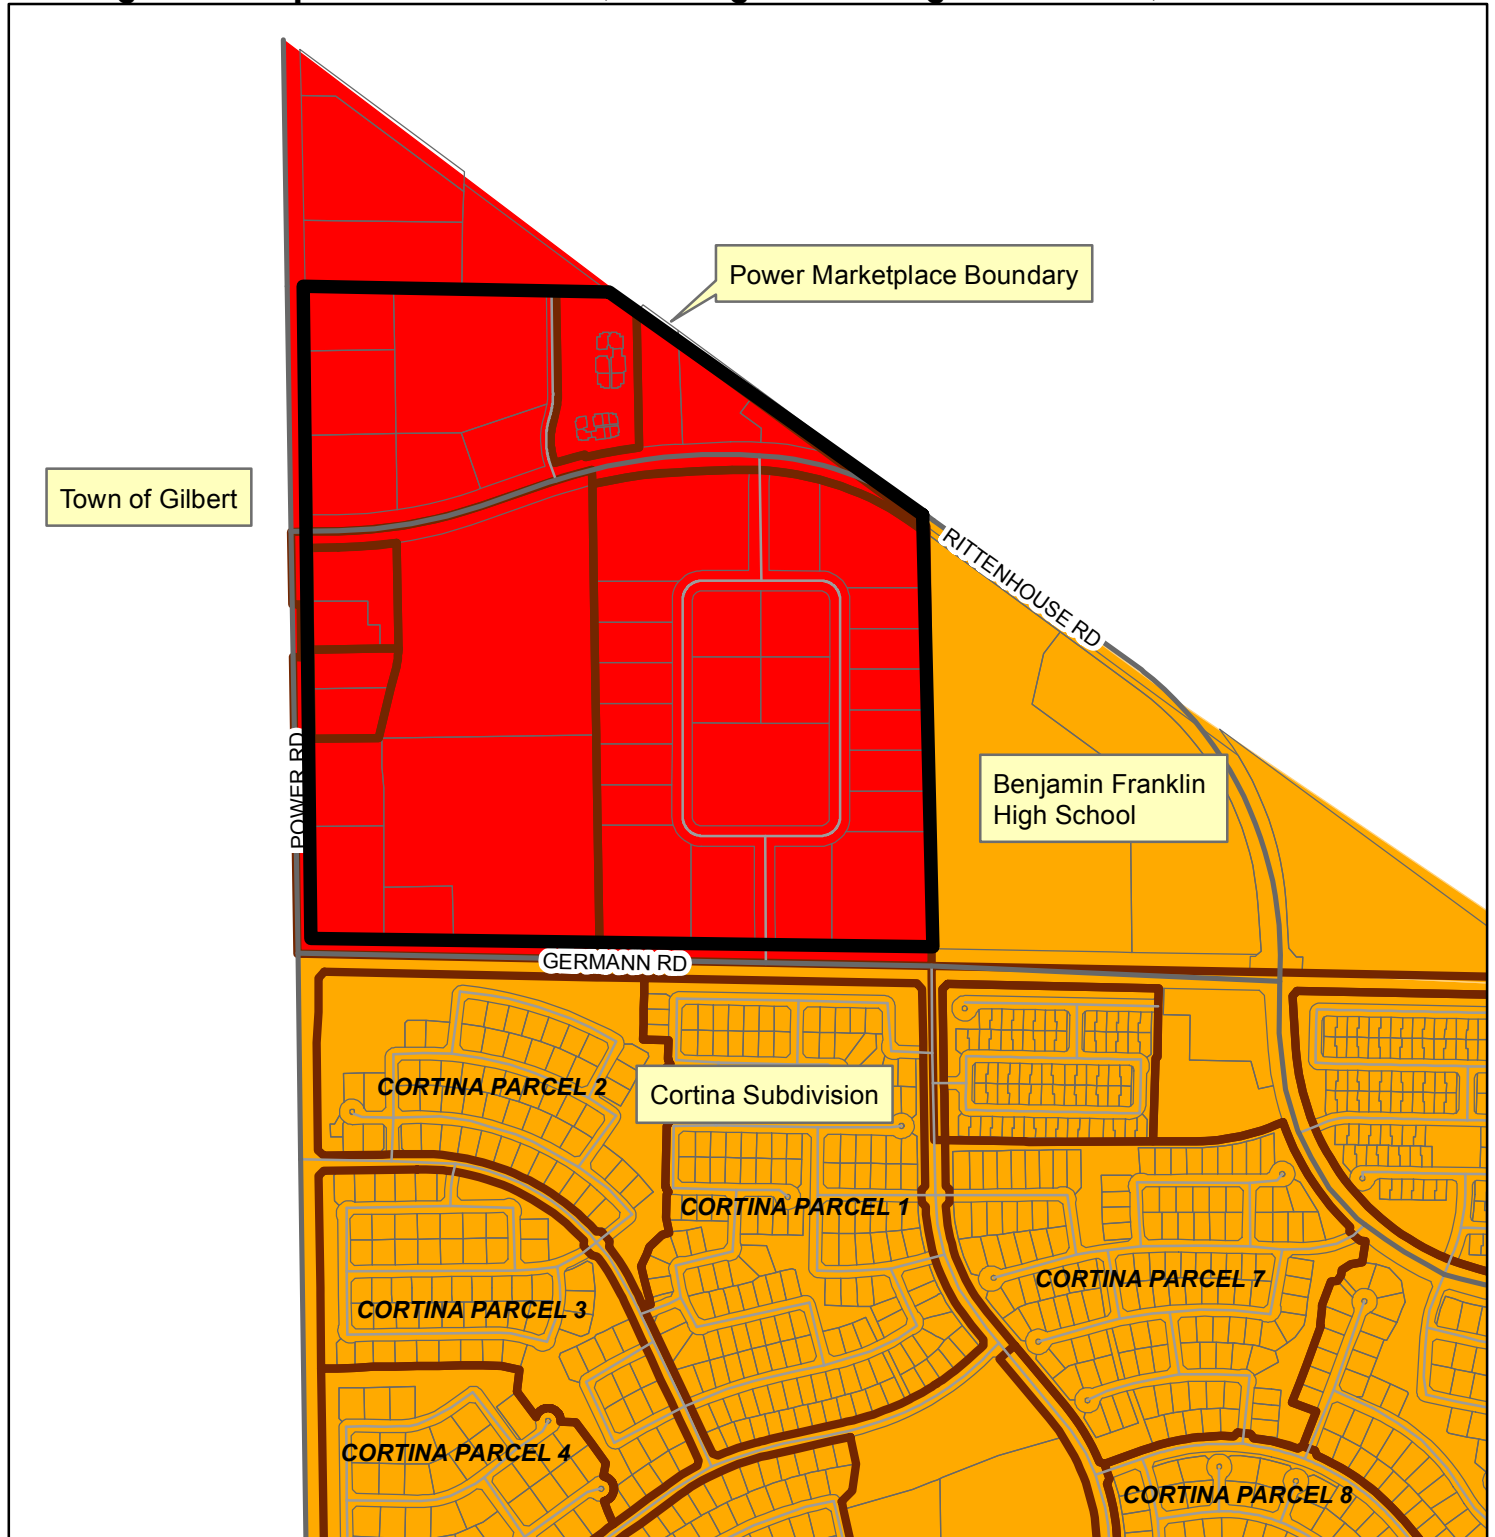 Power Marketplace Boundary
Town of Gilbert
RITTENHOUSE RD
POWER RD
Benjamin Franklin
High School
GERMANN RD
CORTINA PARCEL 2
Cortina Subdivision
CORTINA PARCEL 1
CORTINA PARCEL 7
CORTINA PARCEL 3
CORTINA PARCEL 4
CORTINA PARCEL 8